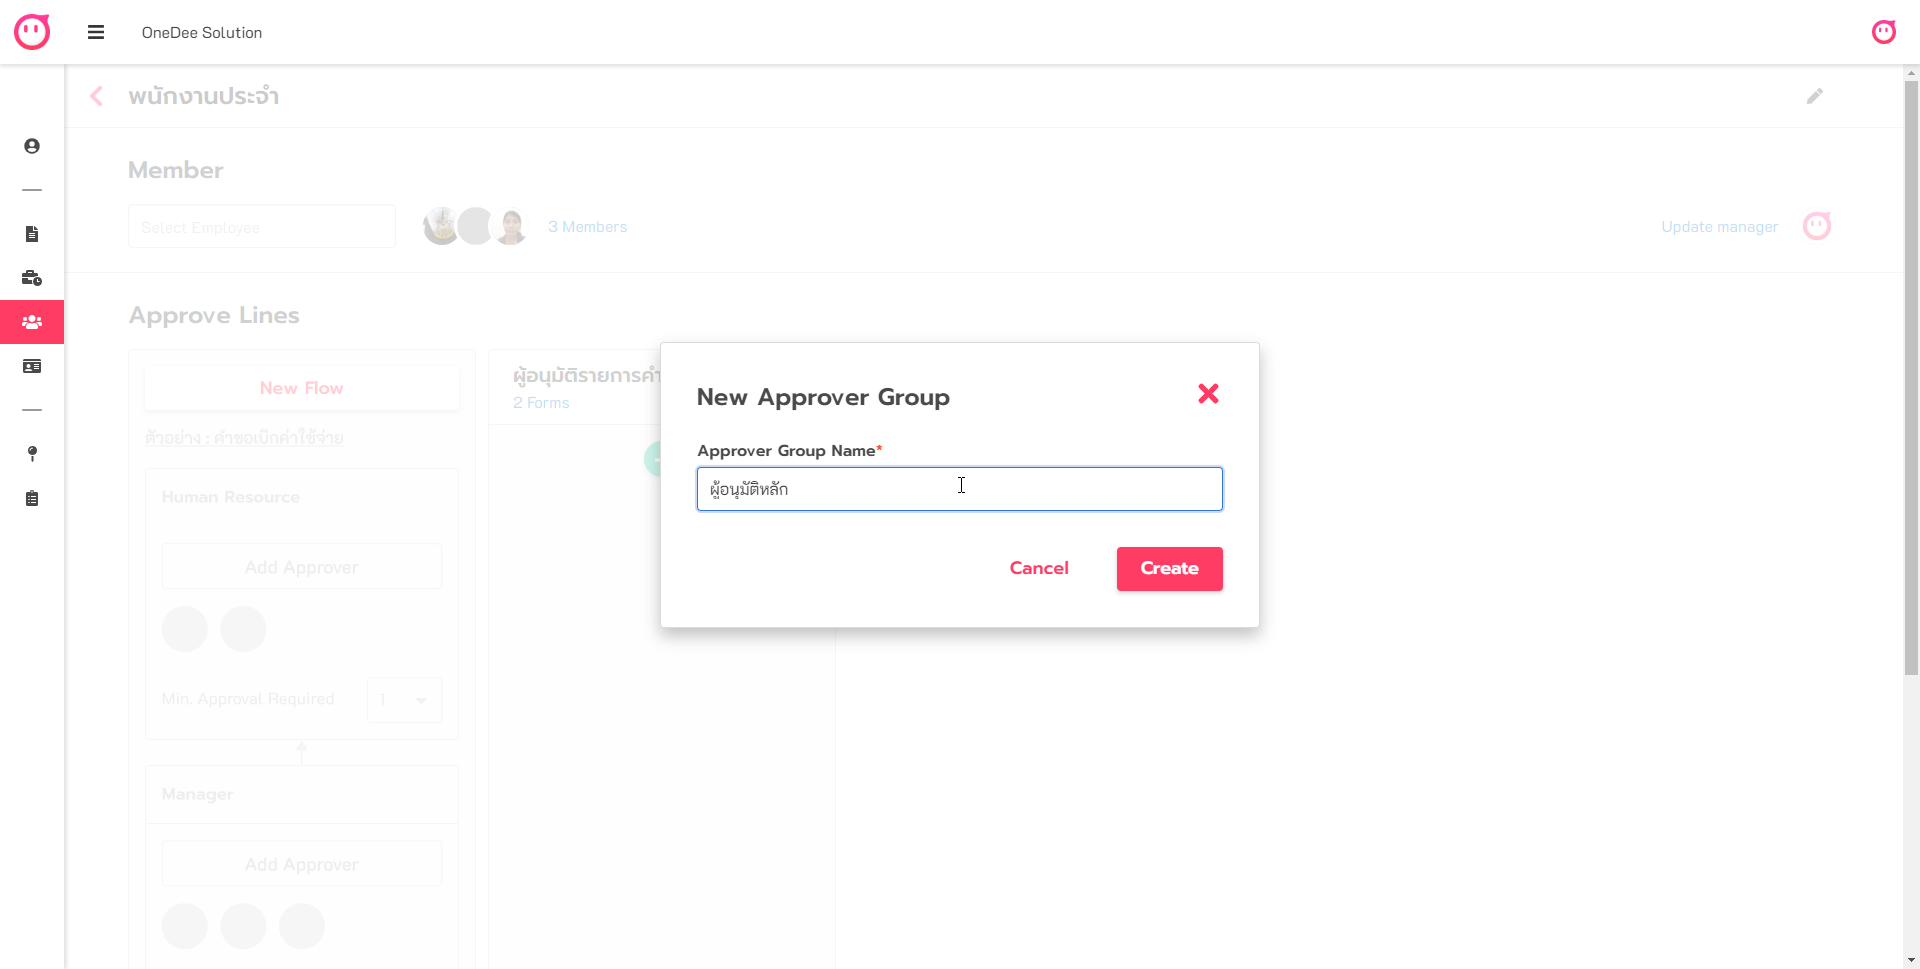 OneDee Solution
พนักงานประจำ
Member
Select Employee
3 Members
Update manager
Approve Lines
New Flow
ตัวอย่าง : คำขอเบิกค่าใช้จ่าย
Human Resource
Add Approver
Min. Approval Required
1
Manager
Add Approver
ผู้อนุมัติรายการคำ
2 Forms
New Approver Group
Approver Group Name*
ผู้อนุมัติหลัก
Cancel
Create